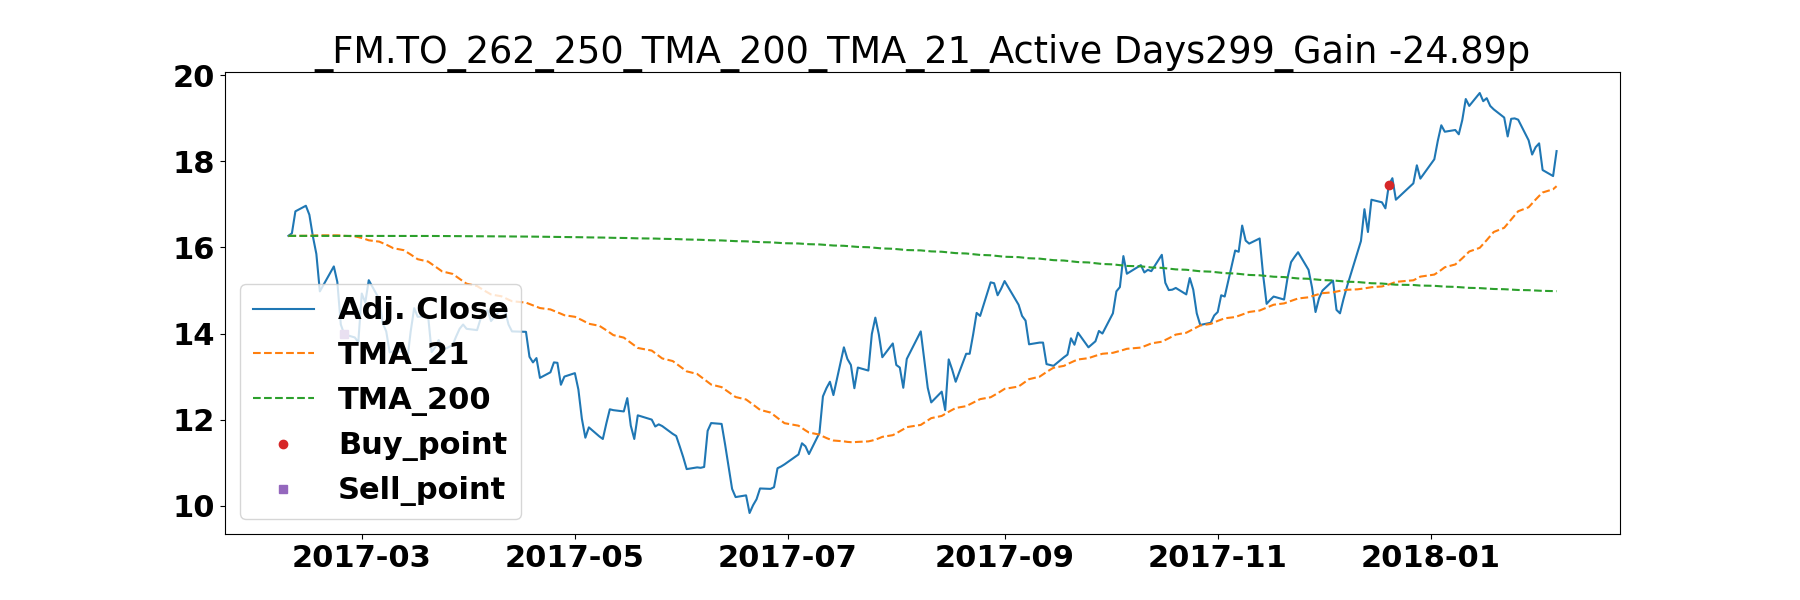 _FM.TO_262_250_TMA_200_TMA_21_Active Days299_Gain -24.89p
20
18
16
14
12
10
Adj. Close
TMA_21
TMA_200
Buy_point
Sell_point
2017-03 2017-05 2017-07 2017-09 2017-11 2018-01